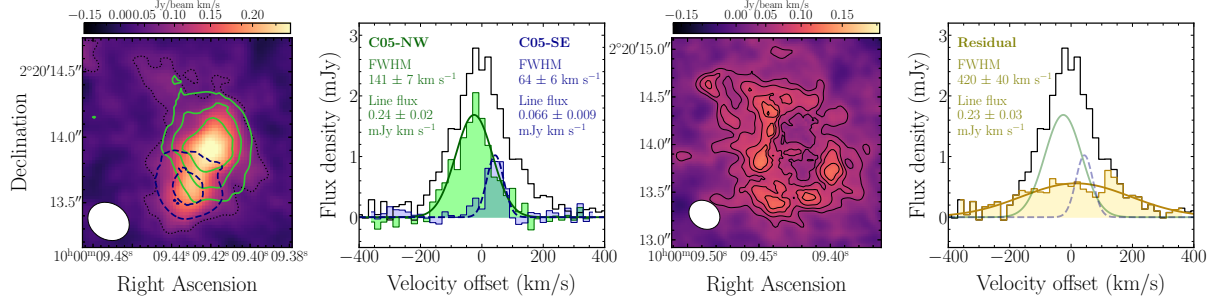 Jy/beam km/s
−0.15 0.00 0.05 0.10 0.20
2°20′14.5″
14.0″
13.5″
Declination
10ʰ00ᵐ09.48ˢ 09.44ˢ 09.42ˢ 09.40ˢ 09.38ˢ
Right Ascension
C05-NW
FWHM
141 ± 7 km s⁻¹
Line flux
0.24 ± 0.02
mJy km s⁻¹
C05-SE
FWHM
64 ± 6 km s⁻¹
Line flux
0.066 ± 0.009
mJy km s⁻¹
Flux density (mJy)
3
2
1
0
−400 −200 0 200 400
Velocity offset (km/s)
Jy/beam km/s
−0.15 0.00 0.05 0.10 0.15
2°20′15.0″
14.5″
14.0″
13.5″
13.0″
10ʰ00ᵐ09.50ˢ 09.45ˢ 09.40ˢ
Right Ascension
Residual
FWHM
420 ± 40 km s⁻¹
Line flux
0.23 ± 0.03
mJy km s⁻¹
Flux density (mJy)
3
2
1
0
−400 −200 0 200 400
Velocity offset (km/s)